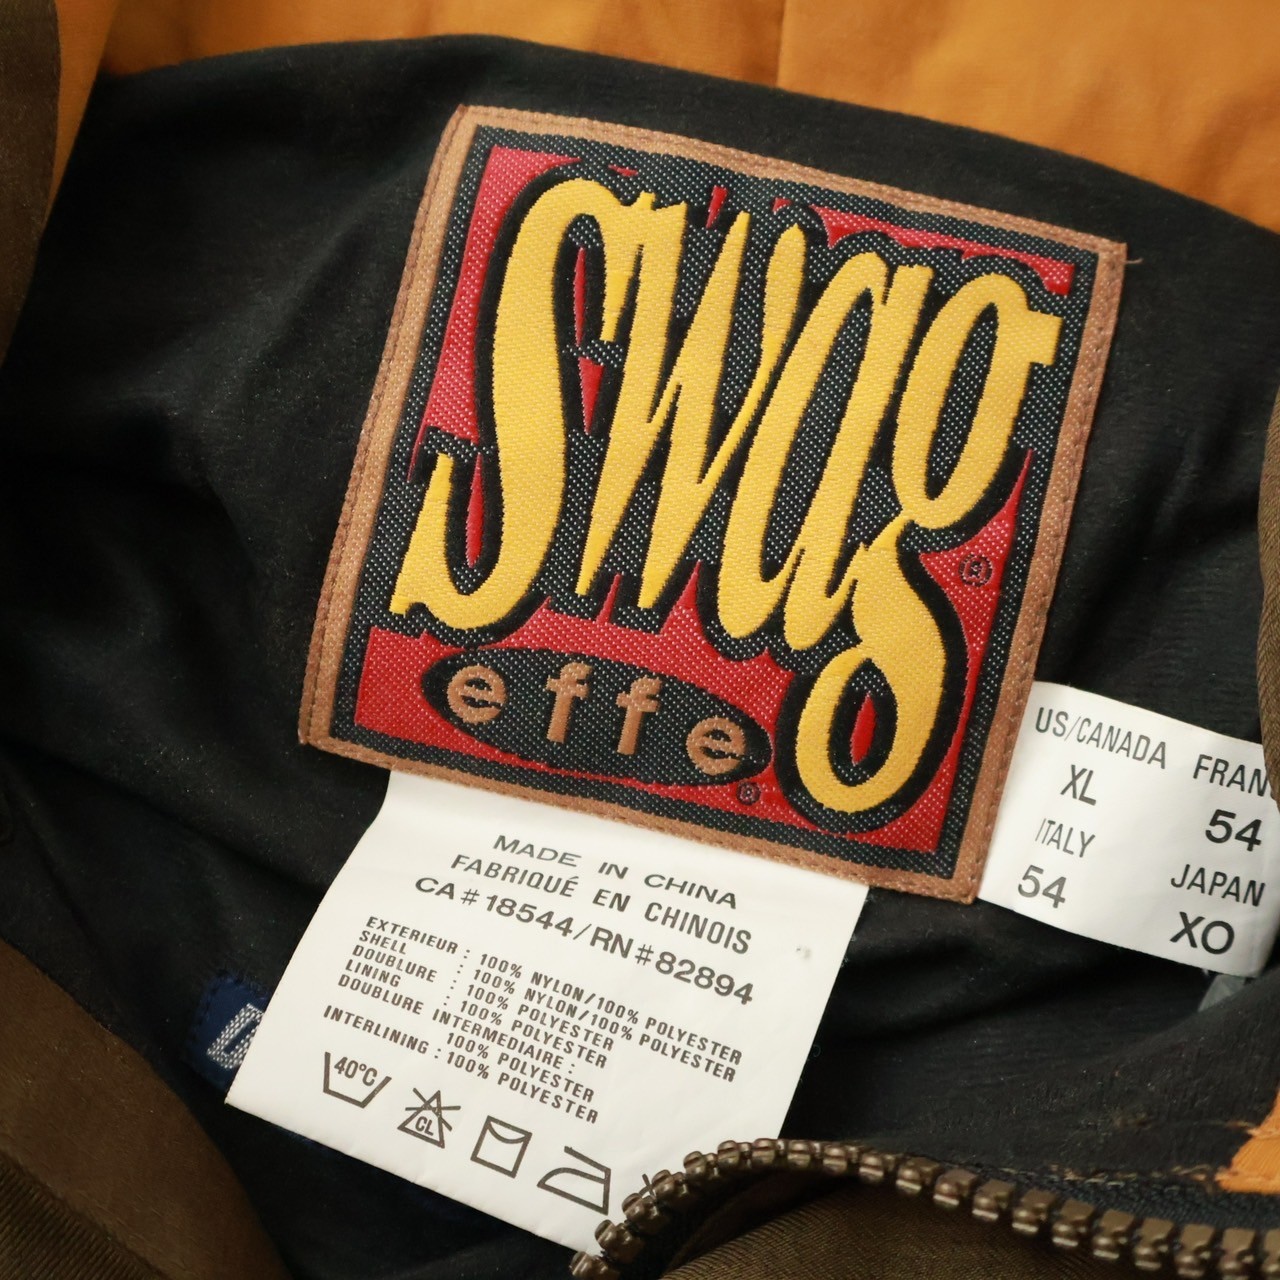 swag
®
effe
®
US/CANADA
XL
ITALY
54
FRAN
54
JAPAN
XO
MADE IN CHINA
FABRIQUÉ EN CHINOIS
CA#18544/RN#82894
EXTERIEUR : 100% NYLON/100% POLYESTER
SHELL : 100% NYLON/100% POLYESTER
DOUBLURE : 100% POLYESTER
LINING : 100% POLYESTER
DOUBLURE INTERMEDIAIRE :
100% POLYESTER
INTERLINING : 100% POLYESTER
40°C
CL